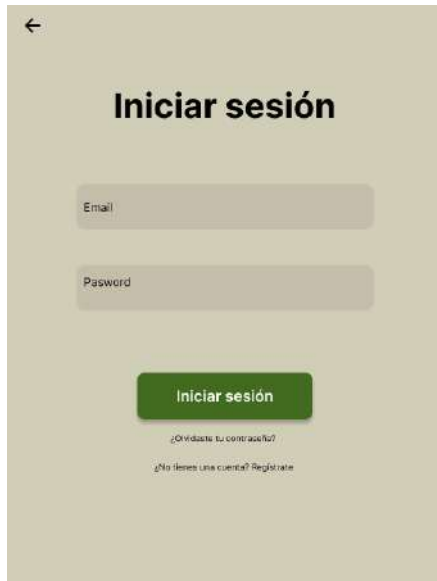 Iniciar sesión
Email
Pasword
Iniciar sesión
¿Olvidaste tu contraseña?
¿No tienes una cuenta? Regístrate